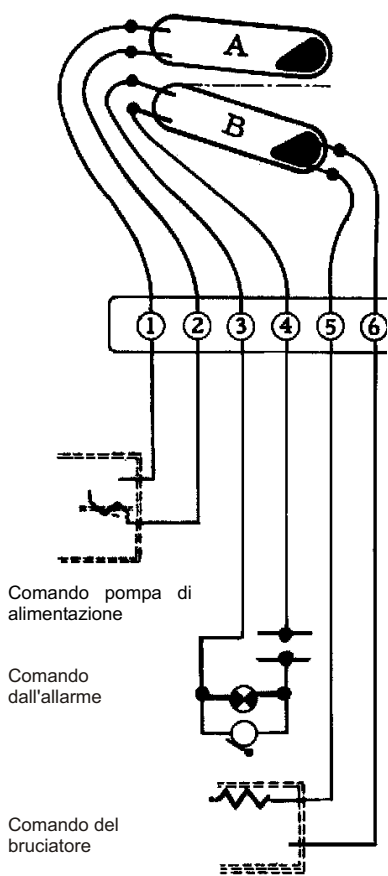 A
B
1 2 3 4 5 6
Comando pompa di
alimentazione
Comando
dall'allarme
Comando del
bruciatore